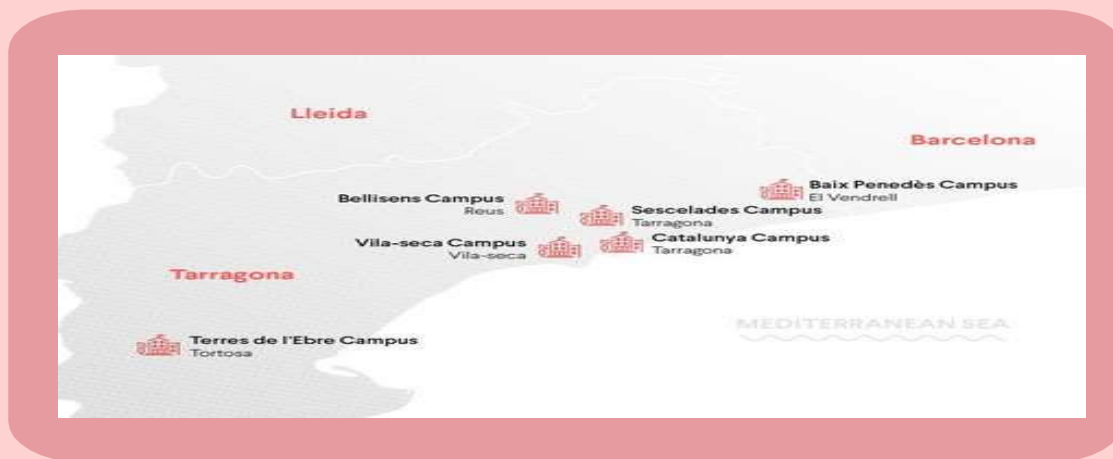 Lleida
Barcelona
Baix Penedès Campus
El Vendrell
Bellisens Campus
Reus
Sescelades Campus
Tarragona
Catalunya Campus
Tarragona
Vila-seca Campus
Vila-seca
Tarragona
MEDITERRANEAN SEA
Terres de l'Ebre Campus
Tortosa